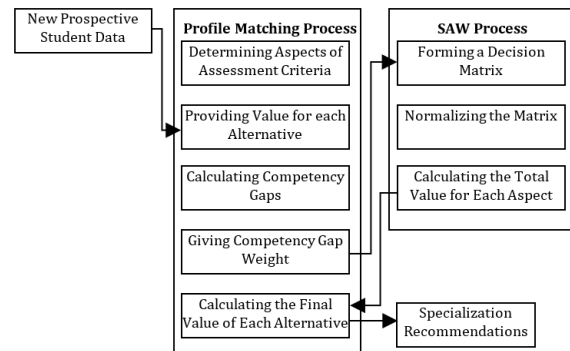 New Prospective
Student Data
Profile Matching Process
Determining Aspects of
Assessment Criteria
Providing Value for each
Alternative
Calculating Competency
Gaps
Giving Competency Gap
Weight
Calculating the Final
Value of Each Alternative
SAW Process
Forming a Decision
Matrix
Normalizing the Matrix
Calculating the Total
Value for Each Aspect
Specialization
Recommendations